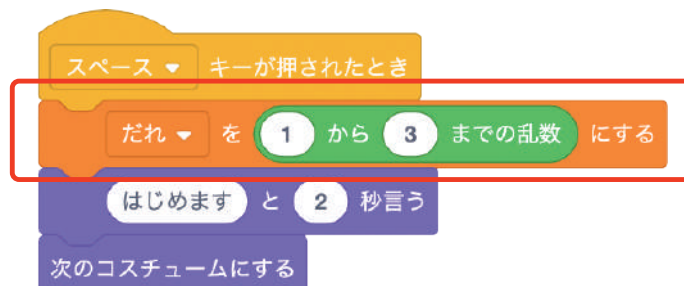 スペース キーが押されたとき
だれ を 1 から 3 までの乱数 にする
はじめます と 2 秒言う
次のコスチュームにする